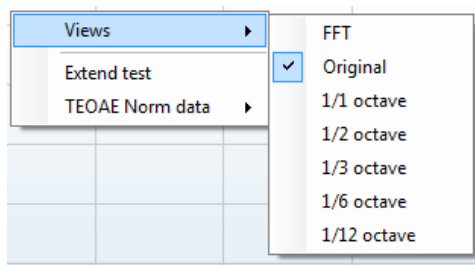 Views
Extend test
TEOAE Norm data
FFT
Original
1/1 octave
1/2 octave
1/3 octave
1/6 octave
1/12 octave